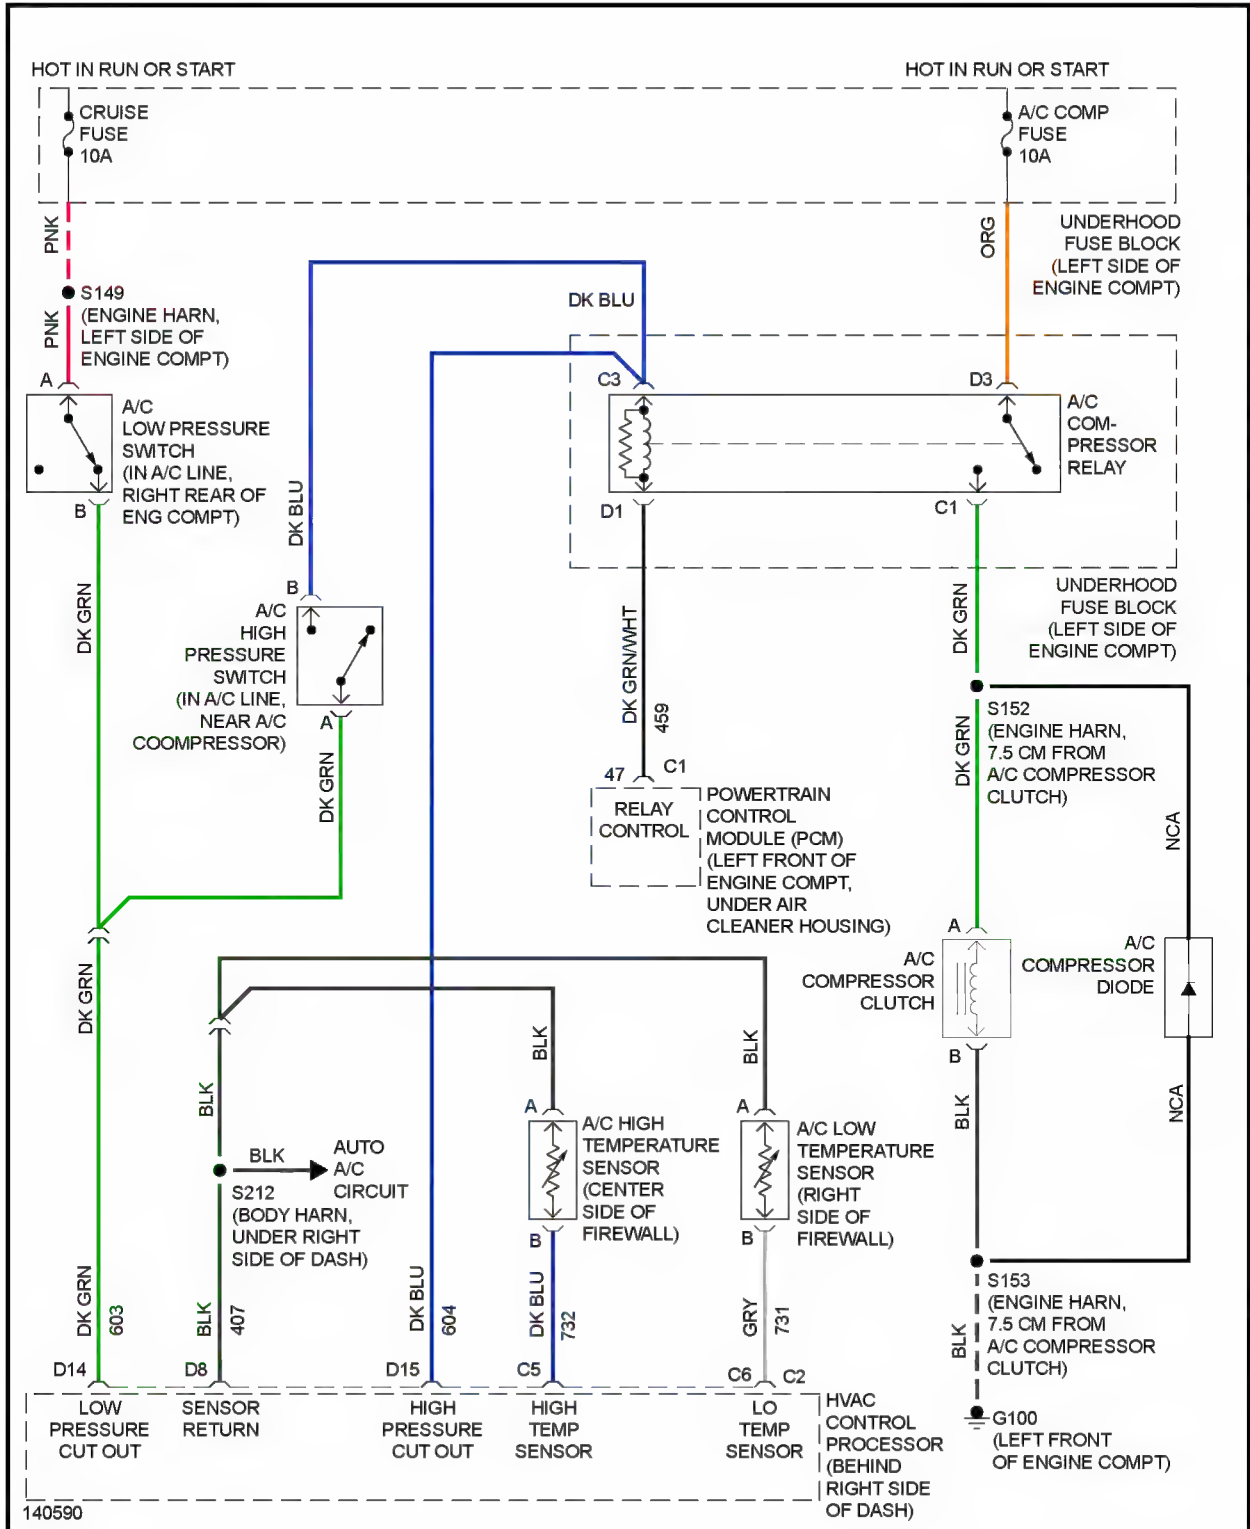 HOT IN RUN OR START
HOT IN RUN OR START
CRUISE
FUSE
10A
A/C COMP
FUSE
10A
PNK
ORG
UNDERHOOD
FUSE BLOCK
(LEFT SIDE OF
ENGINE COMPT)
S149
(ENGINE HARN,
LEFT SIDE OF
ENGINE COMPT)
PNK
DK BLU
A
C3
D3
A/C
LOW PRESSURE
SWITCH
(IN A/C LINE,
RIGHT REAR OF
ENG COMPT)
A/C
COM-
PRESSOR
RELAY
B
DK BLU
D1
C1
DK GRN
B
A/C
HIGH
PRESSURE
SWITCH
(IN A/C LINE,
NEAR A/C
COOMPRESSOR)
A
DK GRN
DK GRN/WHT
459
DK GRN
UNDERHOOD
FUSE BLOCK
(LEFT SIDE OF
ENGINE COMPT)
S152
(ENGINE HARN,
7.5 CM FROM
A/C COMPRESSOR
CLUTCH)
DK GRN
NCA
47
C1
RELAY
CONTROL
POWERTRAIN
CONTROL
MODULE (PCM)
(LEFT FRONT OF
ENGINE COMPT,
UNDER AIR
CLEANER HOUSING)
A
A/C
COMPRESSOR
CLUTCH
A/C
COMPRESSOR
DIODE
B
DK GRN
BLK
BLK
BLK
BLK
NCA
A
A/C HIGH
TEMPERATURE
SENSOR
(CENTER
SIDE OF
FIREWALL)
A
A/C LOW
TEMPERATURE
SENSOR
(RIGHT
SIDE OF
FIREWALL)
BLK
AUTO
A/C
CIRCUIT
S212
(BODY HARN,
UNDER RIGHT
SIDE OF DASH)
B
B
S153
(ENGINE HARN,
7.5 CM FROM
A/C COMPRESSOR
CLUTCH)
DK GRN
603
BLK
407
DK BLU
604
DK BLU
732
GRY
731
BLK
D14
D8
D15
C5
C6
C2
LOW
PRESSURE
CUT OUT
SENSOR
RETURN
HIGH
PRESSURE
CUT OUT
HIGH
TEMP
SENSOR
LO
TEMP
SENSOR
HVAC
CONTROL
PROCESSOR
(BEHIND
RIGHT SIDE
OF DASH)
G100
(LEFT FRONT
OF ENGINE COMPT)
140590